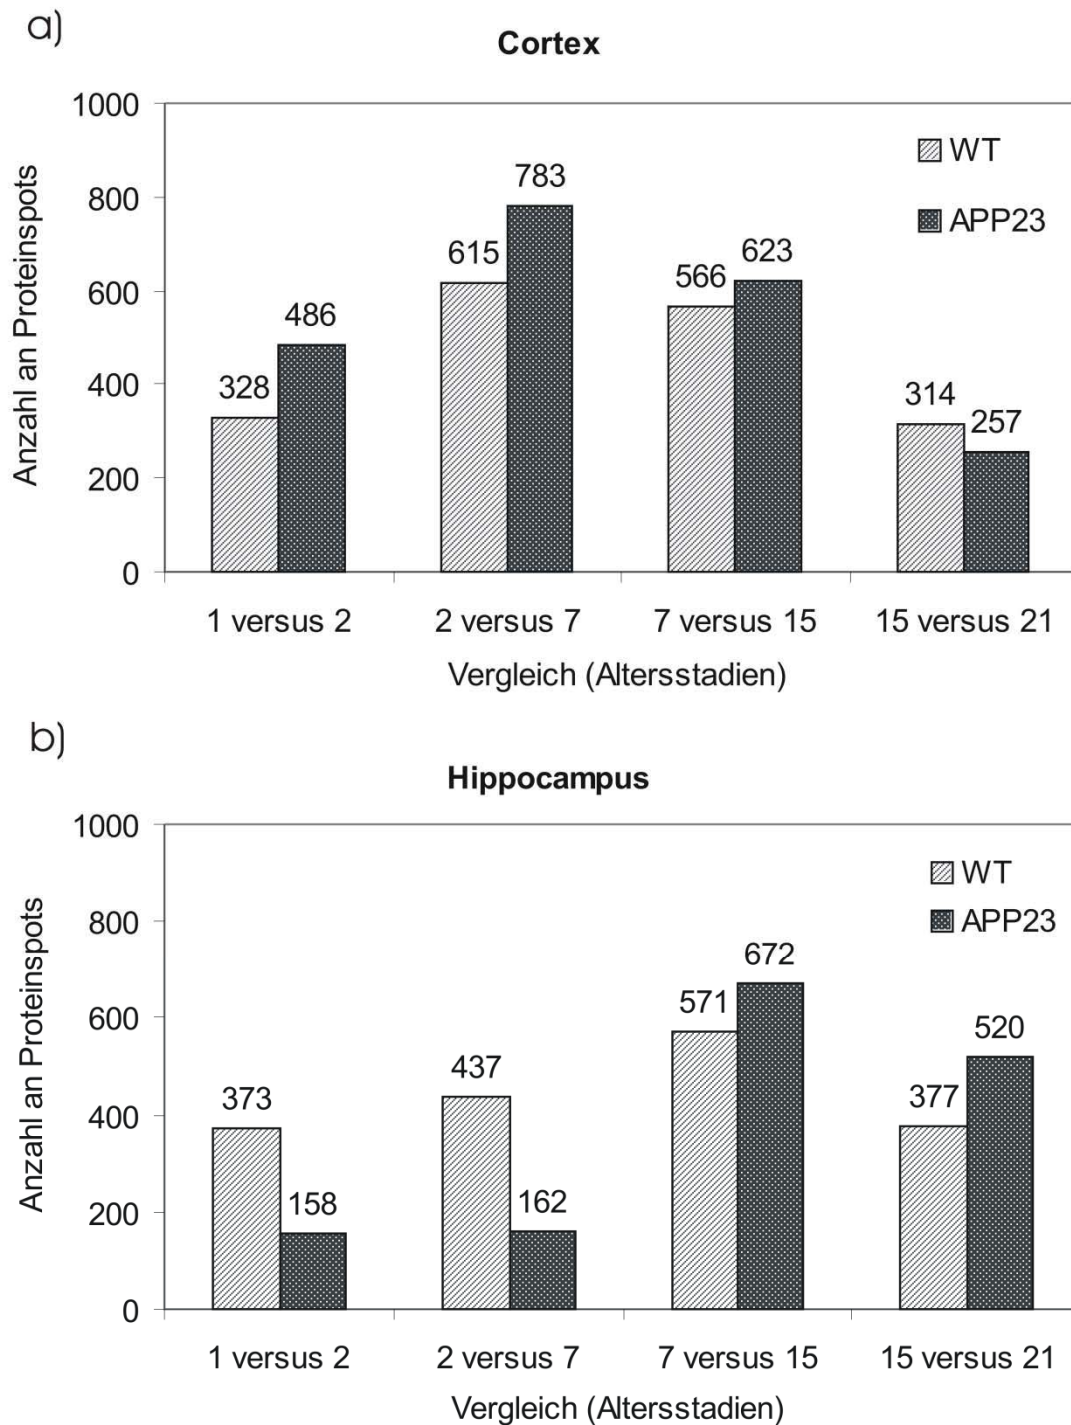 a)
Cortex
Anzahl an Proteinspots
1000
800
600
400
200
0
WT
APP23
328
486
615
783
566
623
314
257
1 versus 2
2 versus 7
7 versus 15
15 versus 21
Vergleich (Altersstadien)
b)
Hippocampus
Anzahl an Proteinspots
1000
800
600
400
200
0
WT
APP23
373
158
437
162
571
672
377
520
1 versus 2
2 versus 7
7 versus 15
15 versus 21
Vergleich (Altersstadien)